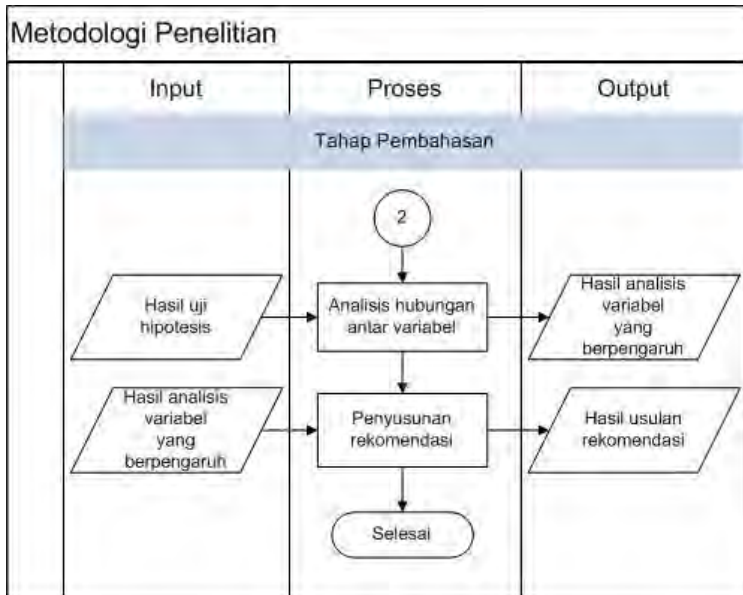 Metodologi Penelitian
Input
Proses
Output
Tahap Pembahasan
2
Hasil uji
hipotesis
Analisis hubungan
antar variabel
Hasil analisis
variabel
yang
berpengaruh
Hasil analisis
variabel
yang
berpengaruh
Penyusunan
rekomendasi
Hasil usulan
rekomendasi
Selesai